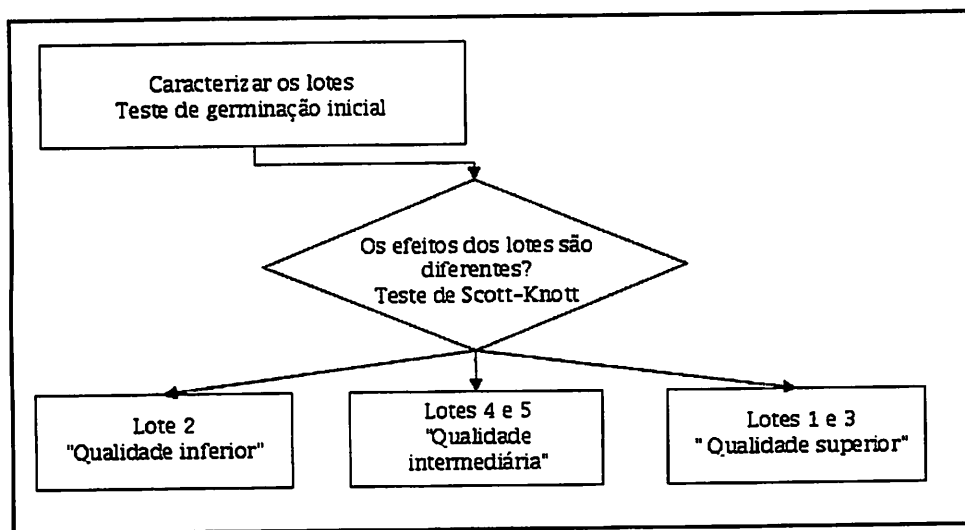 Caracterizar os lotes
Teste de germinação inicial
Os efeitos dos lotes são
diferentes?
Teste de Scott-Knott
Lote 2
"Qualidade inferior"
Lotes 4 e 5
"Qualidade
intermediária"
Lotes 1 e 3
" Qualidade superior"